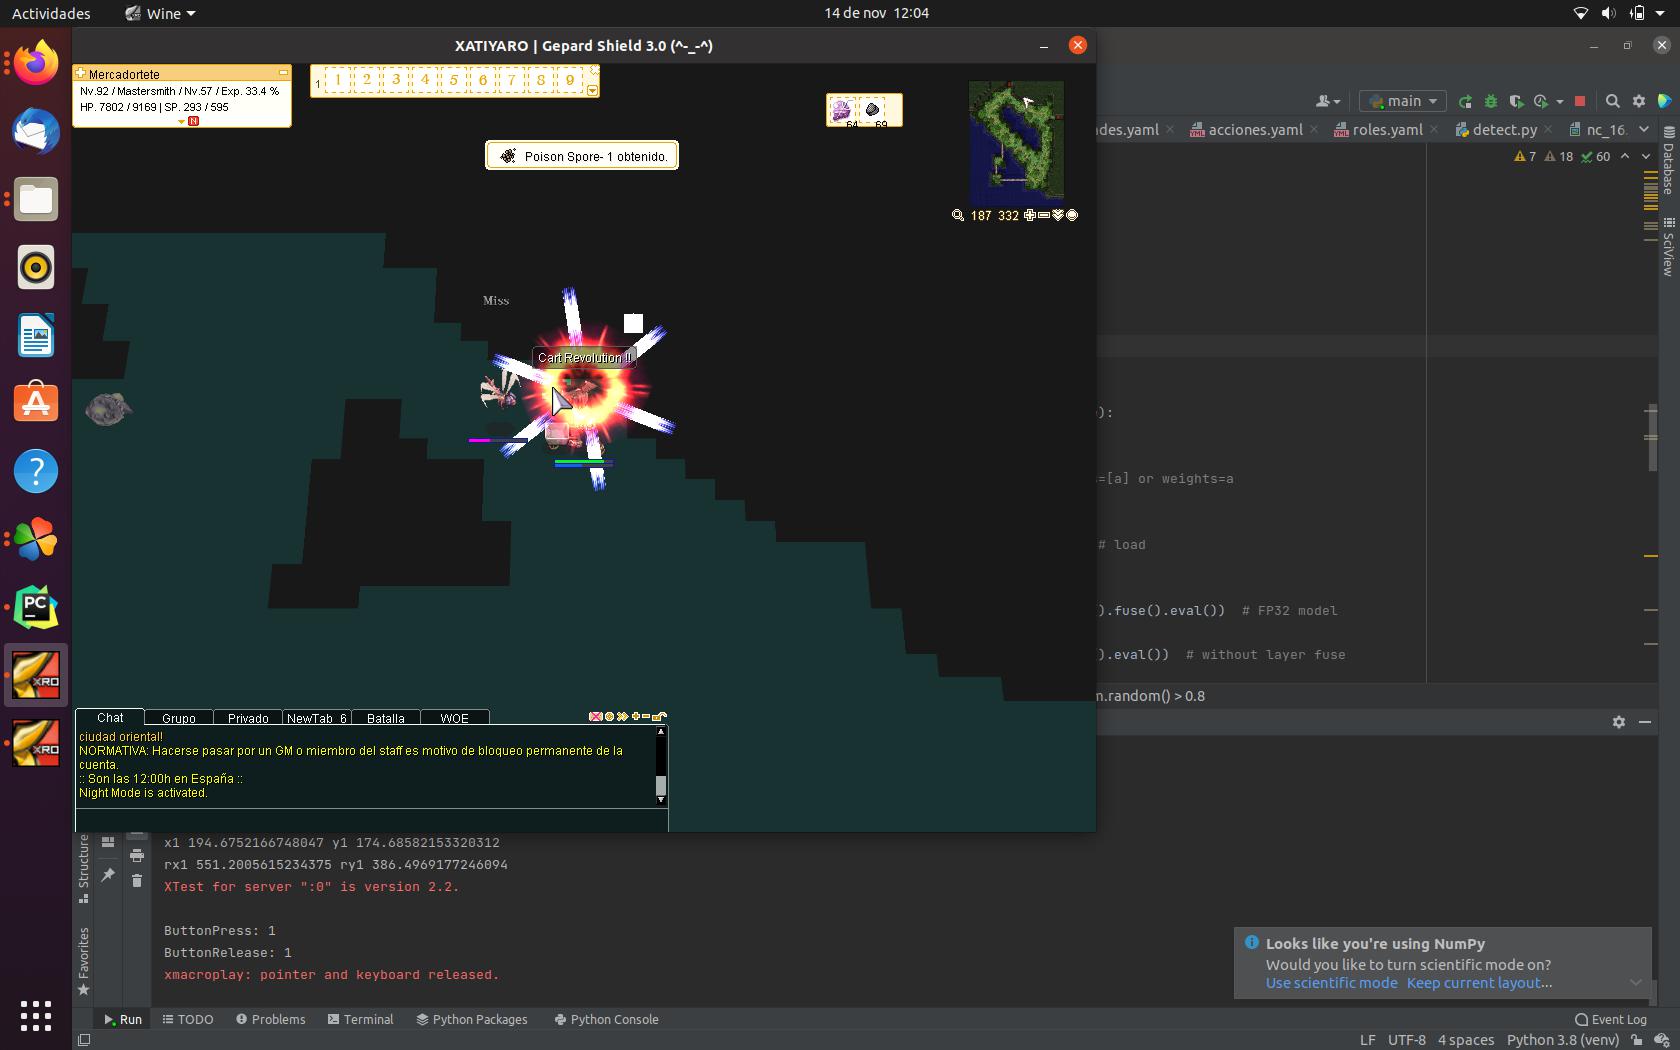 Actividades
Wine
14 de nov 12:04
XATIYARO | Gepard Shield 3.0 (^-_-^)
Mercadortete
Nv.92 / Mastersmith / Nv.57 / Exp. 33.4 %
HP. 7802 / 9169 | SP. 293 / 595
N
1 1 2 3 4 5 6 7 8 9
64 69
Poison Spore- 1 obtenido.
187 332
Miss
Cart Revolution !!
main
des.yaml
acciones.yaml
roles.yaml
detect.py
nc_16.
7 18 60
Database
SciView
):
=[a] or weights=a
# load
).fuse().eval()) # FP32 model
).eval()) # without layer fuse
m.random() > 0.8
Chat Grupo Privado NewTab_6 Batalla WOE
ciudad oriental!
NORMATIVA: Hacerse pasar por un GM o miembro del staff es motivo de bloqueo permanente de la
cuenta.
:: Son las 12:00h en España ::
Night Mode is activated.
PC
XRO
XRO
Structure
Favorites
x1 194.6752166748047 y1 174.68582153320312
rx1 551.2005615234375 ry1 386.4969177246094
XTest for server ":0" is version 2.2.
ButtonPress: 1
ButtonRelease: 1
xmacroplay: pointer and keyboard released.
Looks like you're using NumPy
Would you like to turn scientific mode on?
Use scientific mode Keep current layout...
Run TODO Problems Terminal Python Packages Python Console
Event Log
LF UTF-8 4 spaces Python 3.8 (venv)